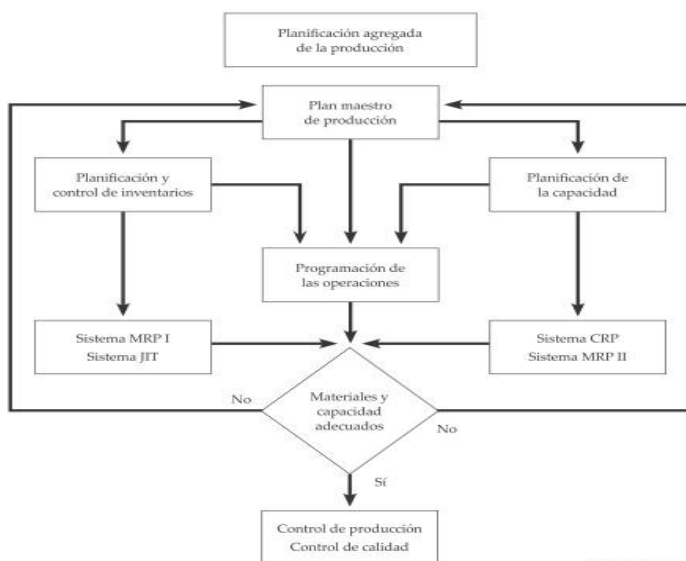 Planificación agregada
de la producción
Plan maestro
de producción
Planificación y
control de inventarios
Planificación de
la capacidad
Programación de
las operaciones
Sistema MRP I
Sistema JIT
Sistema CRP
Sistema MRP II
Materiales y
capacidad
adecuados
No
No
Sí
Control de producción
Control de calidad